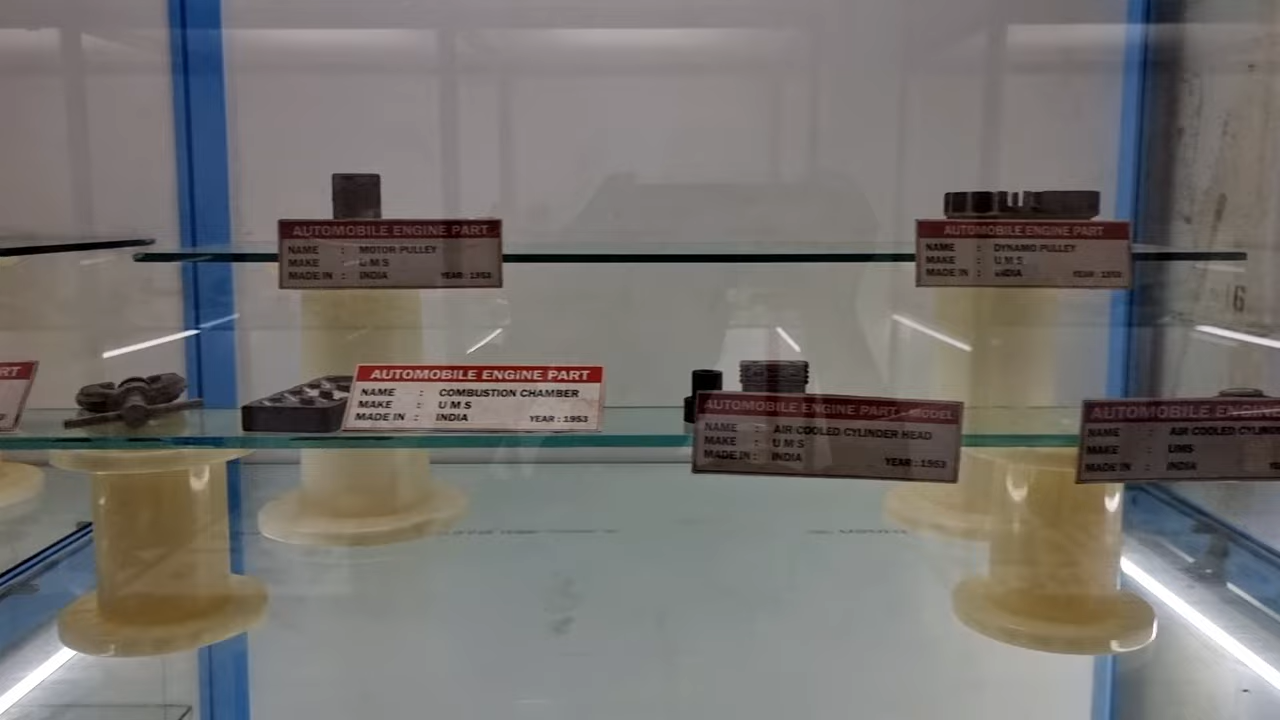 AUTOMOBILE ENGINE PART
NAME : MOTOR PULLEY
MAKE : U M S
MADE IN : INDIA YEAR : 1953
AUTOMOBILE ENGINE PART
NAME : DYNAMO PULLEY
MAKE : U M S
MADE IN : INDIA YEAR : 1953
RT
AUTOMOBILE ENGINE PART
NAME : COMBUSTION CHAMBER
MAKE : U M S
MADE IN : INDIA YEAR : 1953
AUTOMOBILE ENGINE PART - MODEL
NAME : AIR COOLED CYLINDER HEAD
MAKE : U M S
MADE IN : INDIA YEAR : 1953
AUTOMOBILE ENGINE
NAME : AIR COOLED
MAKE : UMS
MADE IN : INDIA